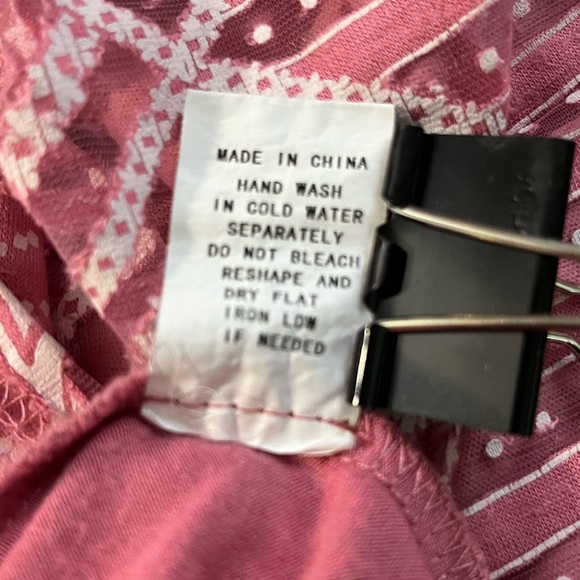 MADE IN CHINA
HAND WASH
IN COLD WATER
SEPARATELY
DO NOT BLEACH
RESHAPE AND
DRY FLAT
IRON LOW
IF NEEDED